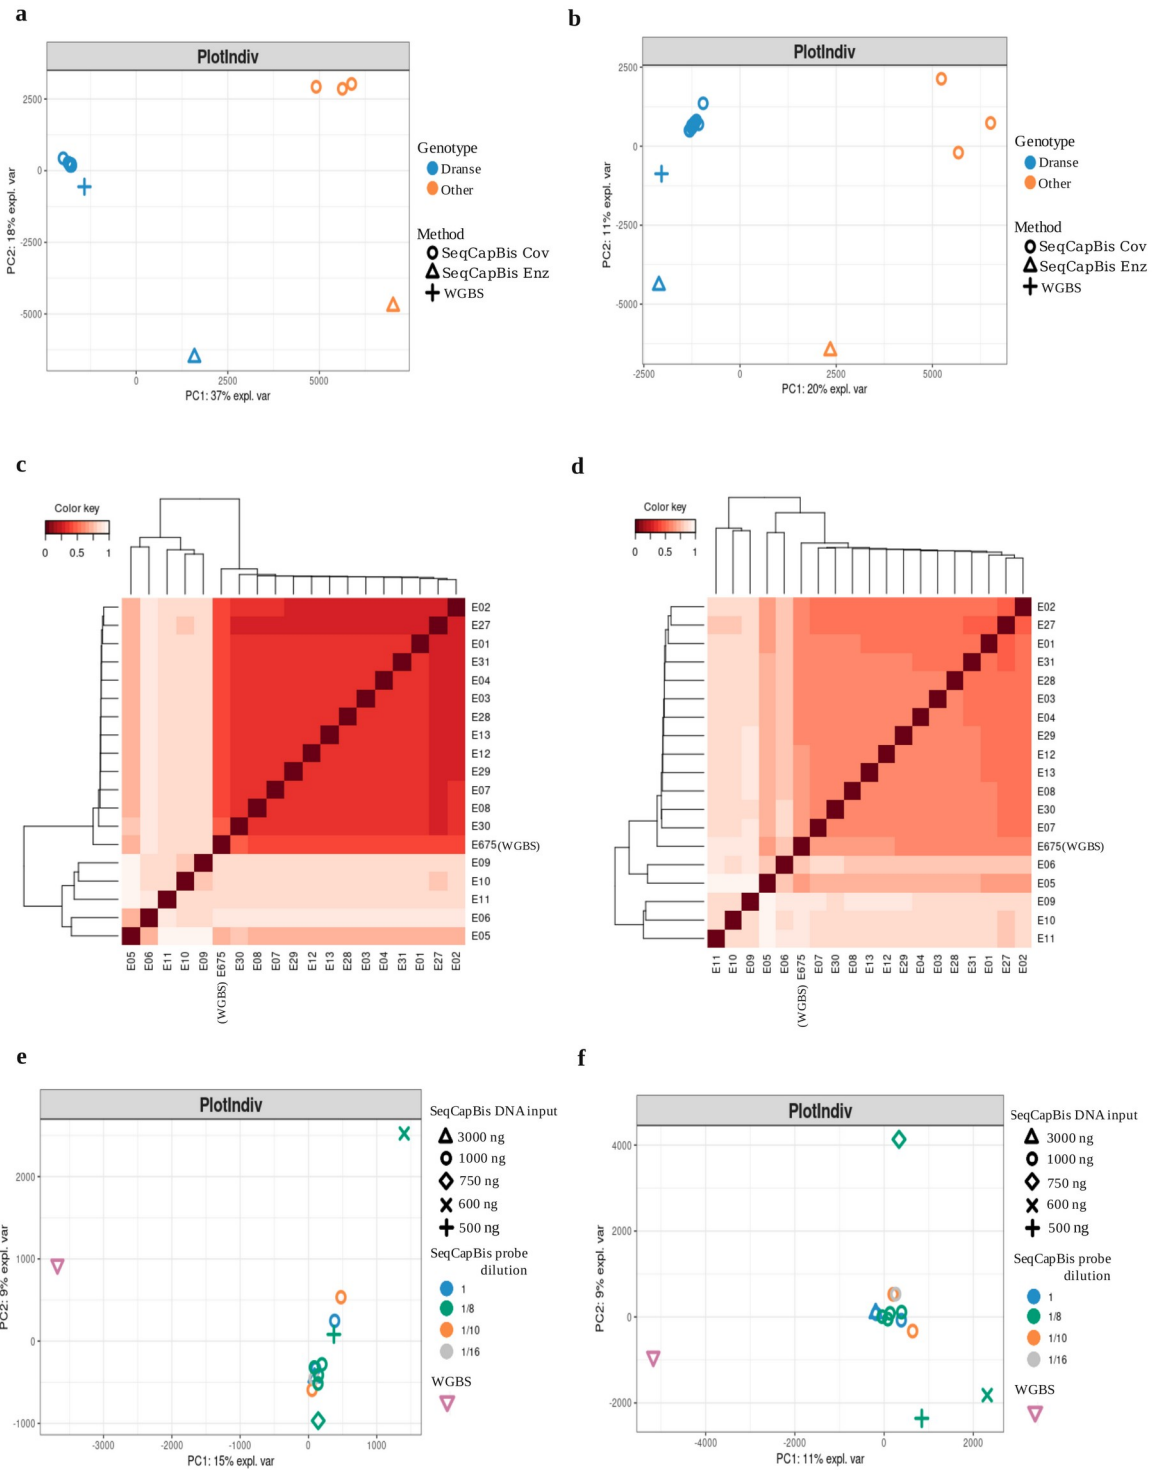 a
PlotIndiv
2500
0
-2500
-5000
PC2: 18% expl. var
0
2500
5000
PC1: 37% expl. var
Genotype
Dranse
Other
Method
SeqCapBis Cov
SeqCapBis Enz
WGBS
b
PlotIndiv
2500
0
-2500
-5000
PC2: 11% expl. var
-2500
0
2500
5000
PC1: 20% expl. var
Genotype
Dranse
Other
Method
SeqCapBis Cov
SeqCapBis Enz
WGBS
c
Color key
0 0.5 1
E02
E27
E01
E31
E04
E03
E28
E13
E12
E29
E07
E08
E30
E675(WGBS)
E09
E10
E11
E06
E05
E05 E06 E11 E10 E09 E675 (WGBS) E30 E08 E07 E29 E12 E13 E28 E03 E04 E31 E01 E27 E02
d
Color key
0 0.5 1
E02
E27
E01
E31
E28
E03
E04
E29
E12
E13
E08
E30
E07
E675(WGBS)
E06
E05
E09
E10
E11
E11 E10 E09 E05 E06 E675 (WGBS) E07 E30 E08 E13 E12 E29 E04 E03 E28 E31 E01 E27 E02
e
PlotIndiv
2000
1000
0
-1000
PC2: 9% expl. var
-3000
-2000
-1000
0
1000
PC1: 15% expl. var
SeqCapBis DNA input
3000 ng
1000 ng
750 ng
600 ng
500 ng
SeqCapBis probe
dilution
1
1/8
1/10
1/16
WGBS
f
PlotIndiv
4000
2000
0
-2000
PC2: 9% expl. var
-4000
-2000
0
2000
PC1: 11% expl. var
SeqCapBis DNA input
3000 ng
1000 ng
750 ng
600 ng
500 ng
SeqCapBis probe
dilution
1
1/8
1/10
1/16
WGBS